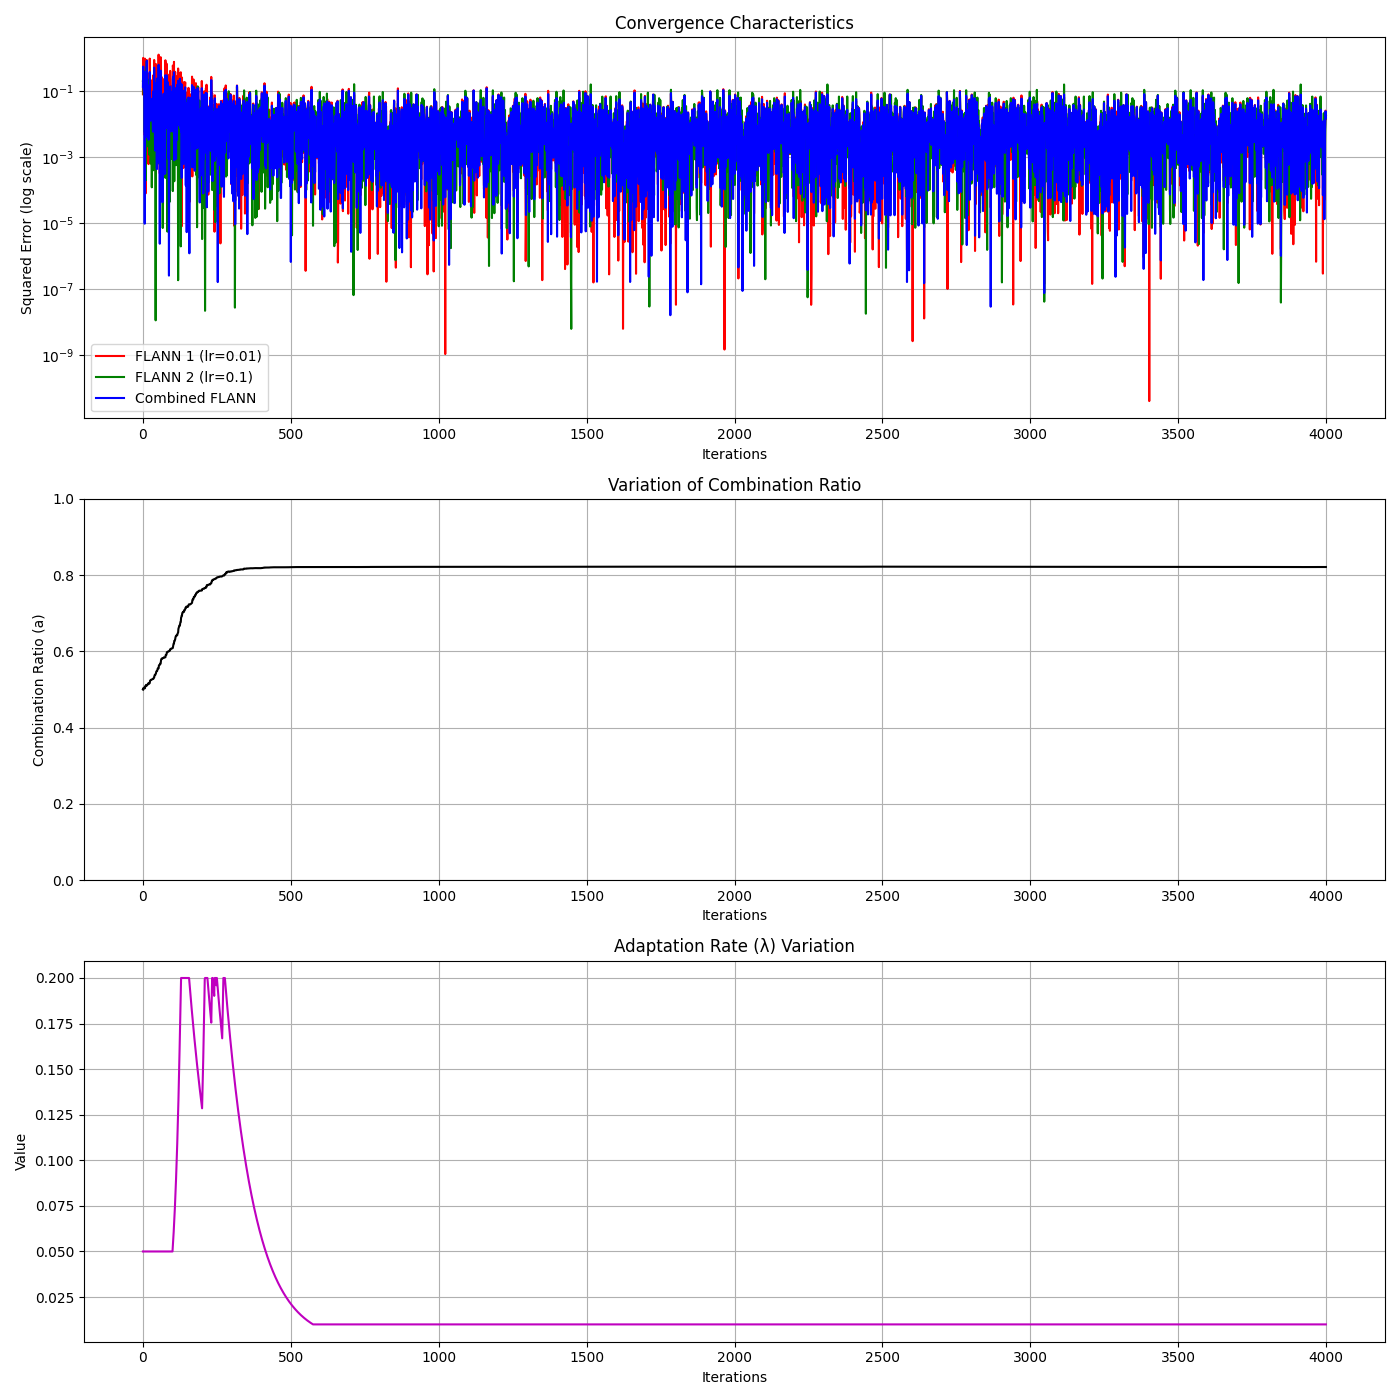 Convergence Characteristics
Squared Error (log scale)
10⁻¹
10⁻³
10⁻⁵
10⁻⁷
10⁻⁹
FLANN 1 (lr=0.01)
FLANN 2 (lr=0.1)
Combined FLANN
0 500 1000 1500 2000 2500 3000 3500 4000
Iterations
Variation of Combination Ratio
Combination Ratio (a)
1.0
0.8
0.6
0.4
0.2
0.0
0 500 1000 1500 2000 2500 3000 3500 4000
Iterations
Adaptation Rate (λ) Variation
Value
0.200
0.175
0.150
0.125
0.100
0.075
0.050
0.025
0 500 1000 1500 2000 2500 3000 3500 4000
Iterations